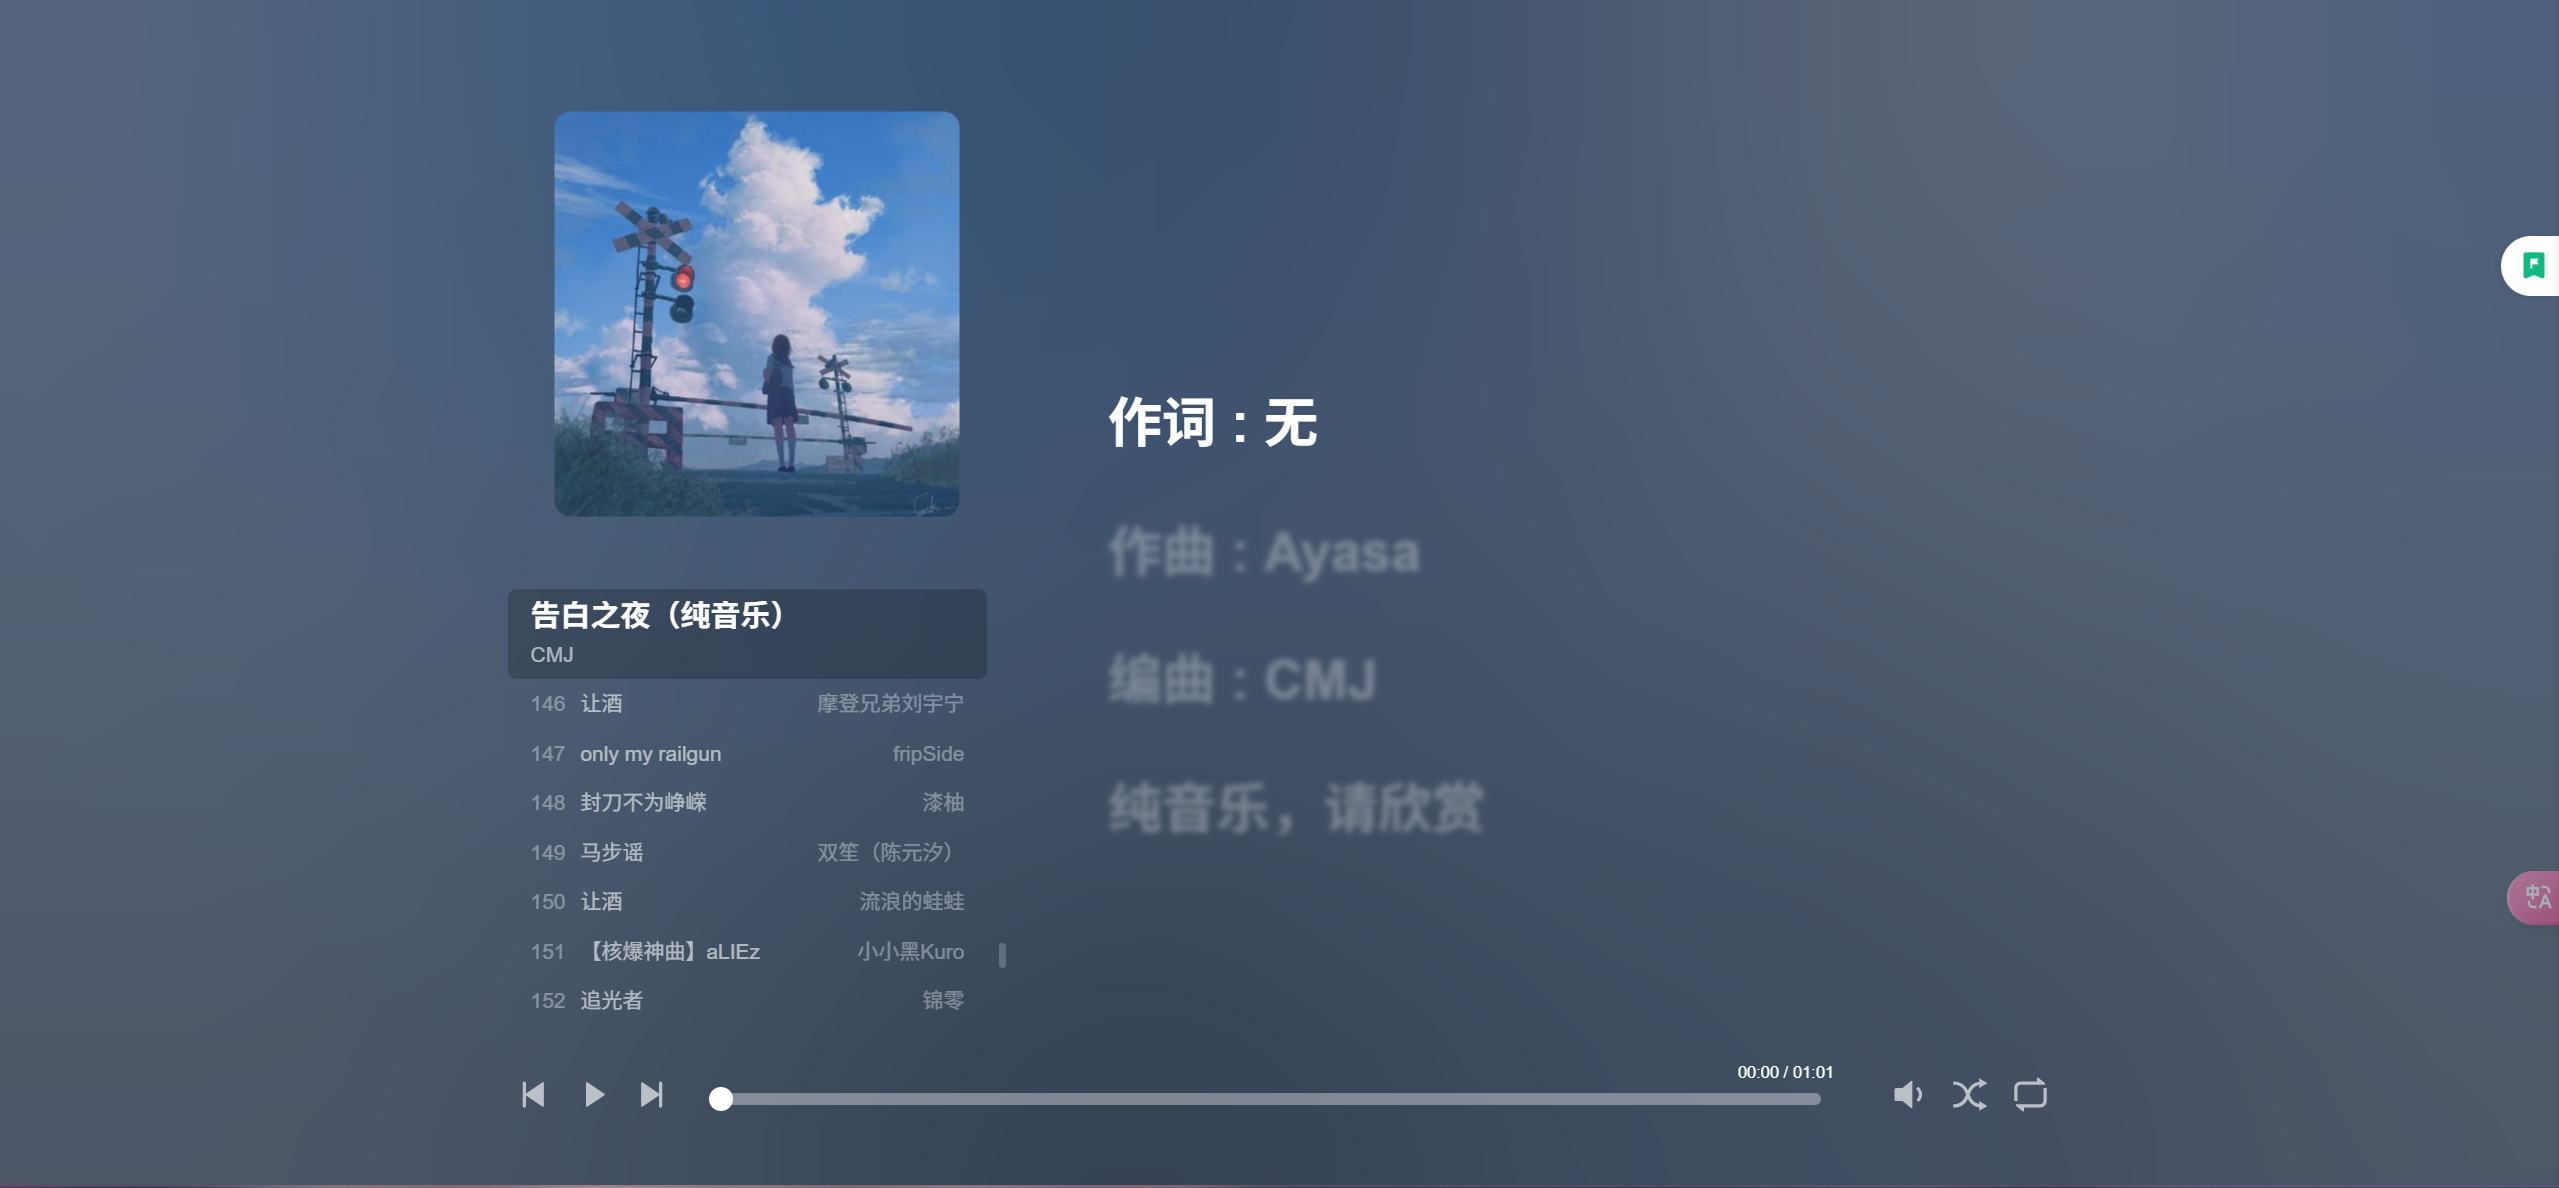 告白之夜（纯音乐）
CMJ
146 让酒 摩登兄弟刘宇宁
147 only my railgun fripSide
148 封刀不为峥嵘 漆柚
149 马步谣 双笙（陈元汐）
150 让酒 流浪的蛙蛙
151 【核爆神曲】aLIEz 小小黑Kuro
152 追光者 锦零
作词：无
作曲：Ayasa
编曲：CMJ
纯音乐，请欣赏
00:00 / 01:01
中A